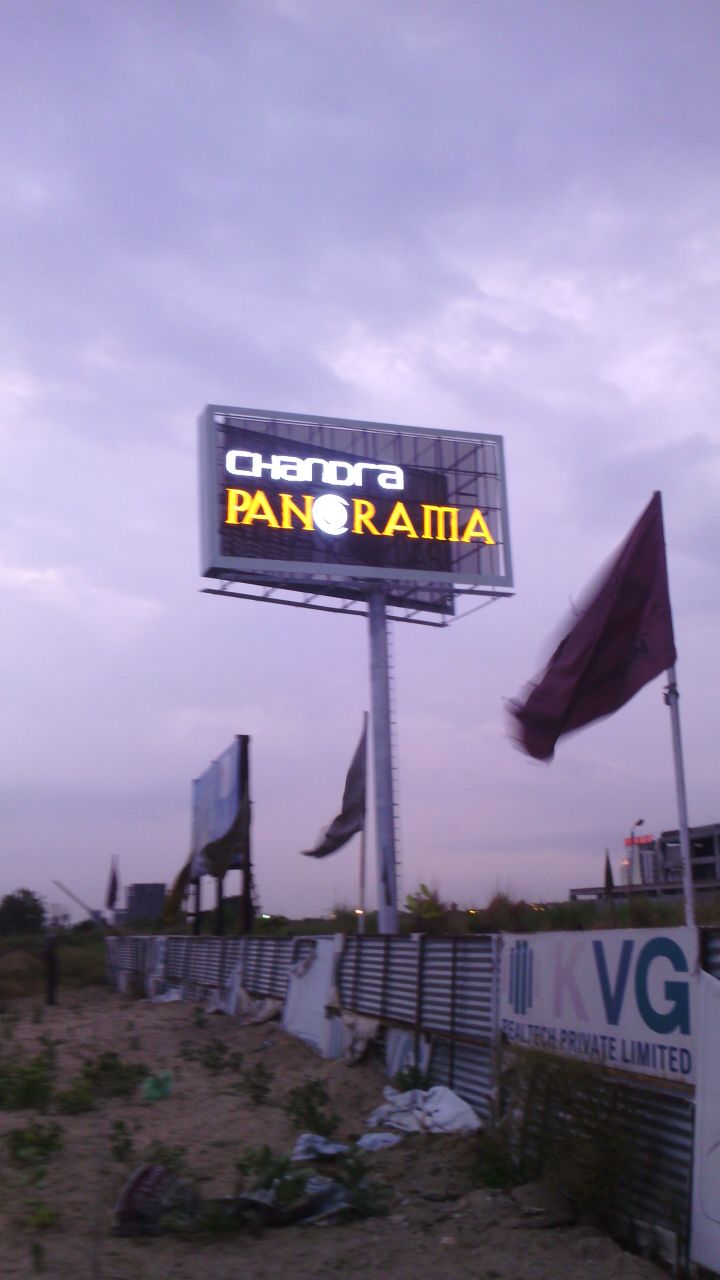 CHANDRA
PANORAMA
KVG
REALTECH PRIVATE LIMITED